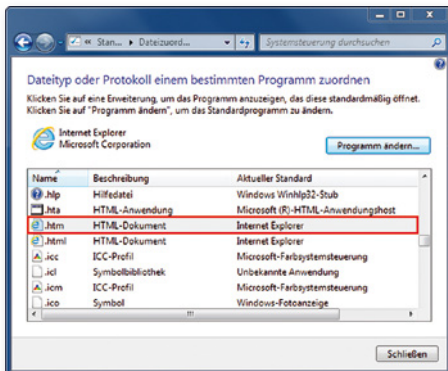 « Stan... ▸ Dateizuord...
Systemsteuerung durchsuchen
Dateityp oder Protokoll einem bestimmten Programm zuordnen
Klicken Sie auf eine Erweiterung, um das Programm anzuzeigen, das diese standardmäßig öffnet.
Klicken Sie auf "Programm ändern", um das Standardprogramm zu ändern.
Internet Explorer
Microsoft Corporation
Programm ändern...
Name Beschreibung Aktueller Standard
.hlp Hilfedatei Windows Winhlp32-Stub
.hta HTML-Anwendung Microsoft (R)-HTML-Anwendungshost
.htm HTML-Dokument Internet Explorer
.html HTML-Dokument Internet Explorer
.icc ICC-Profil Microsoft-Farbsystemsteuerung
.icl Symbolbibliothek Unbekannte Anwendung
.icm ICC-Profil Microsoft-Farbsystemsteuerung
.ico Symbol Windows-Fotoanzeige
Schließen